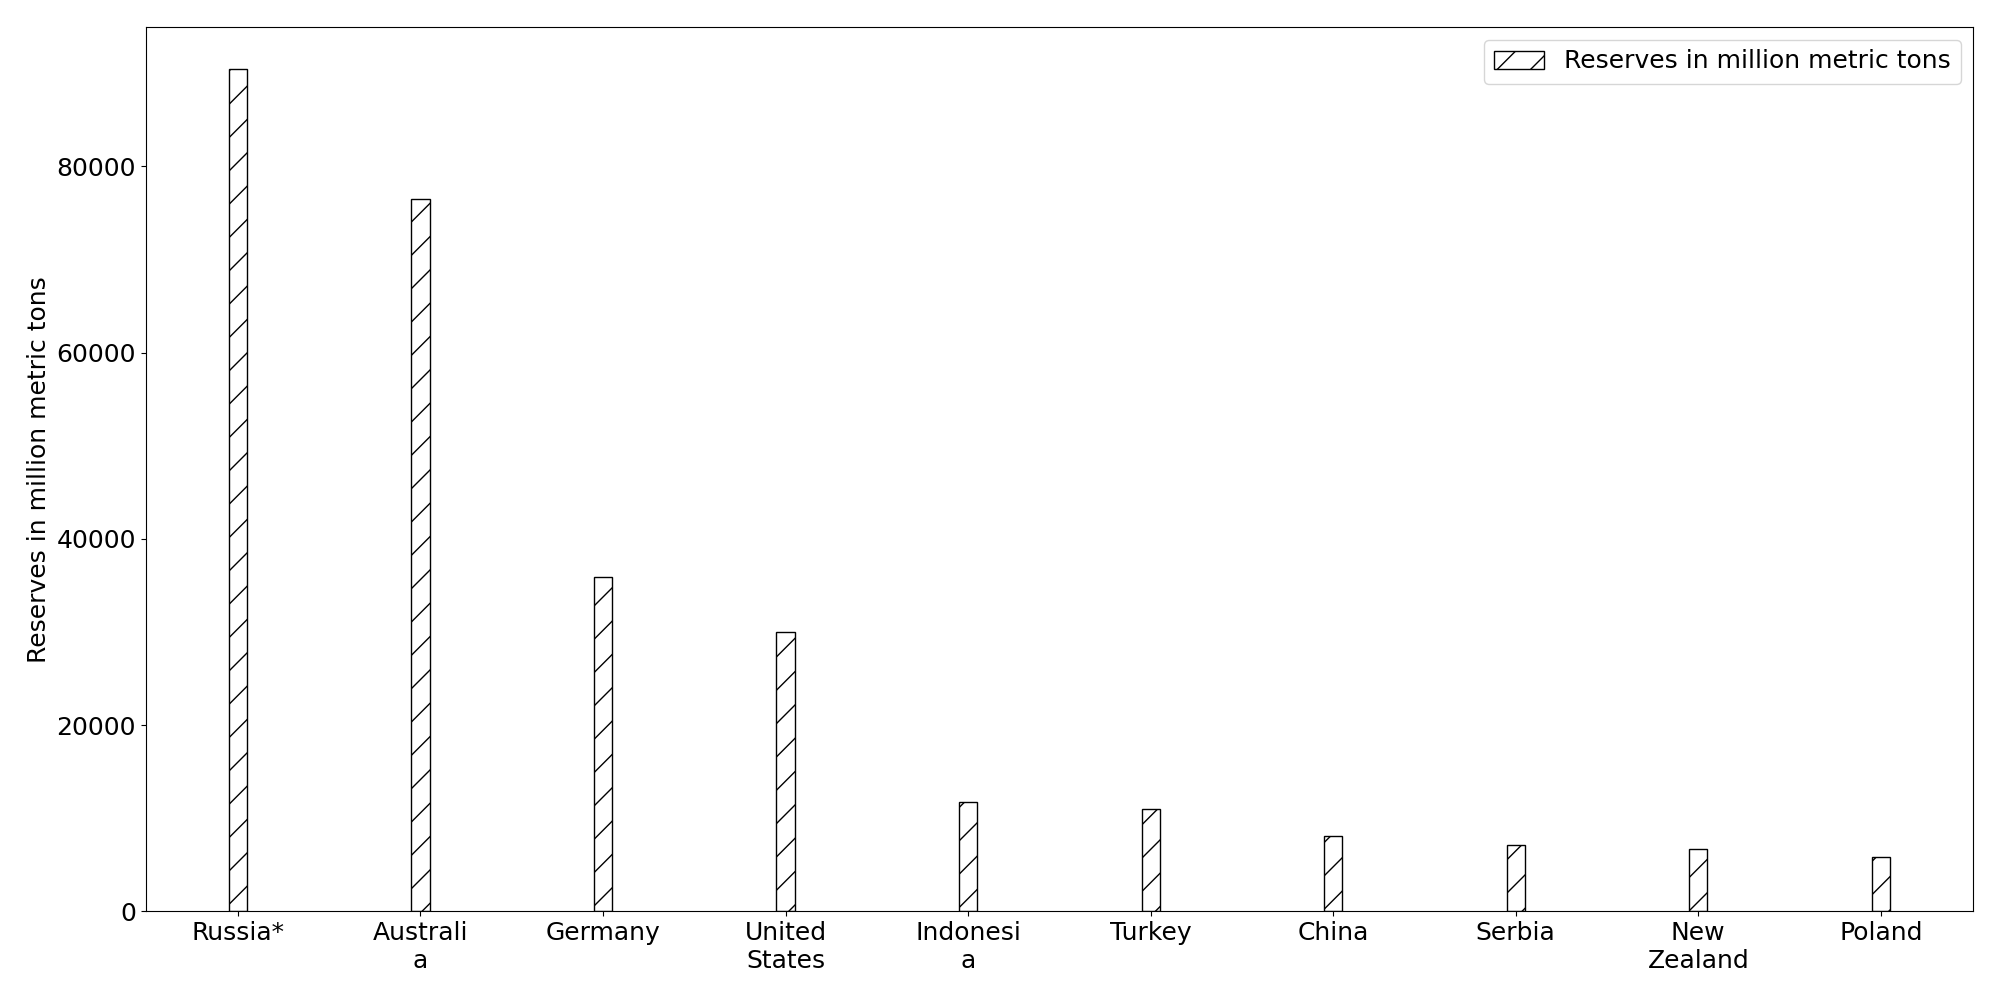 Reserves in million metric tons
Reserves in million metric tons
80000
60000
40000
20000
0
Russia*
Australi
a
Germany
United
States
Indonesi
a
Turkey
China
Serbia
New
Zealand
Poland